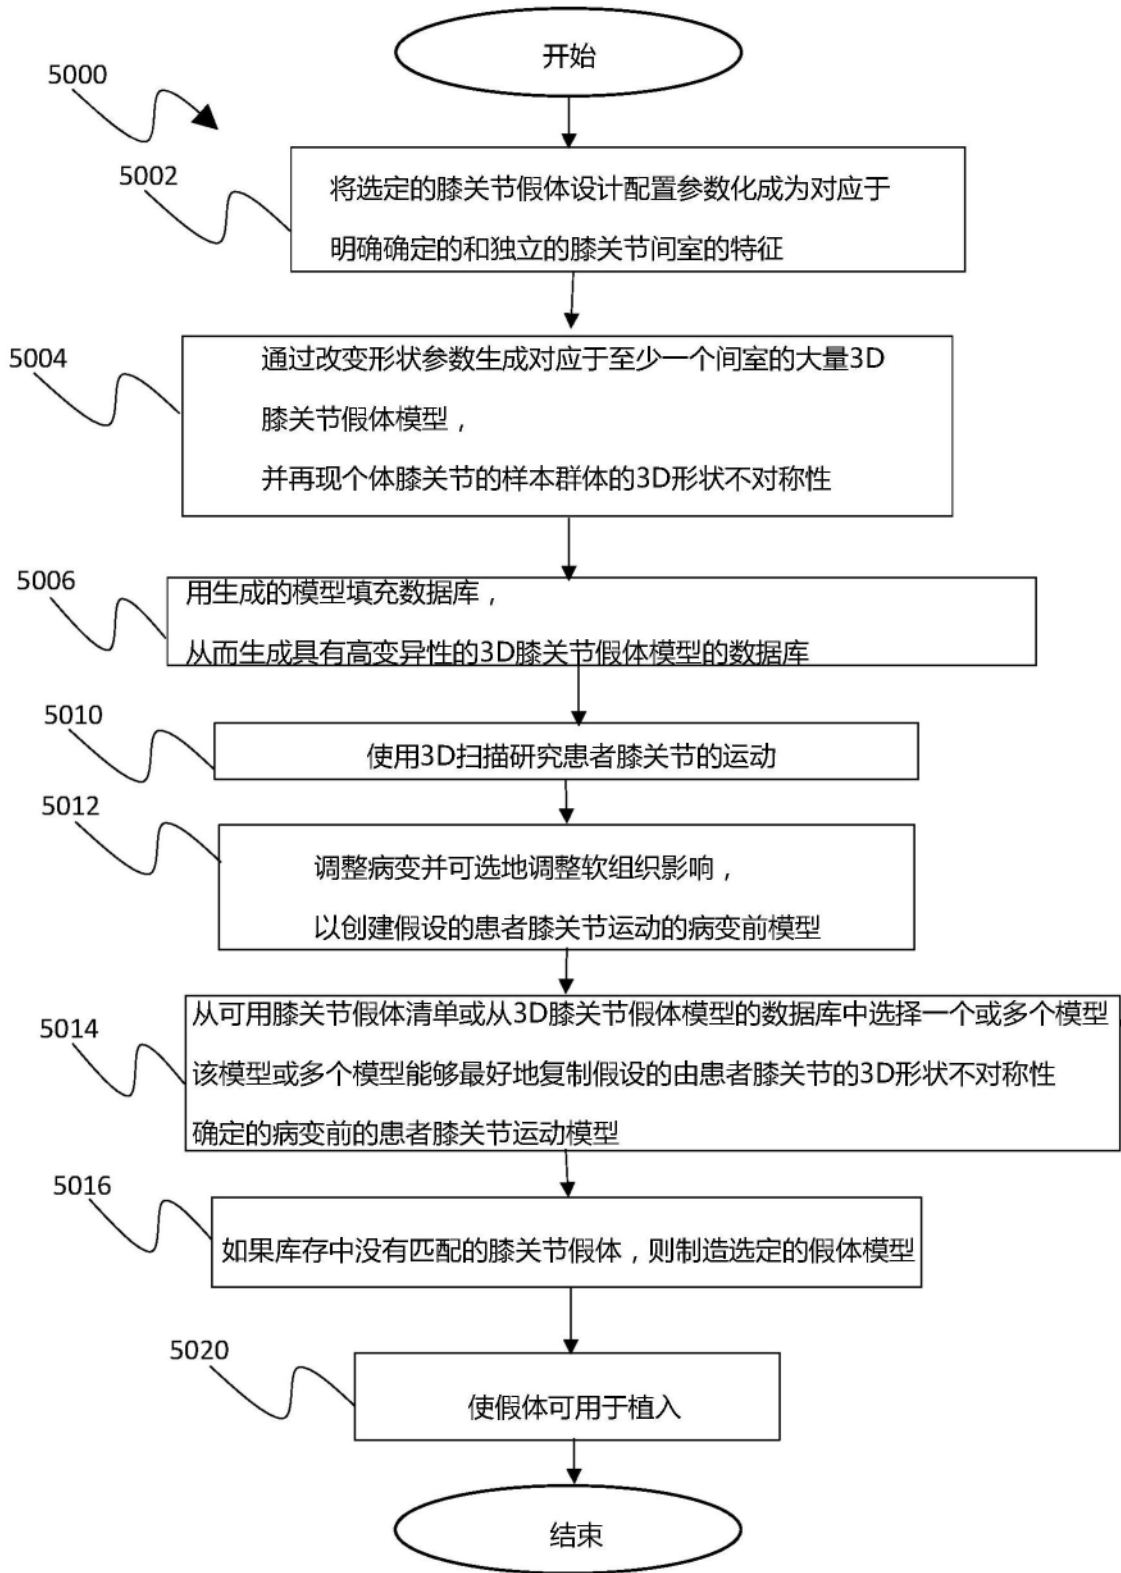 开始
5000
5002
将选定的膝关节假体设计配置参数化成为对应于
明确确定的和独立的膝关节间室的特征
5004
通过改变形状参数生成对应于至少一个间室的大量3D
膝关节假体模型，
并再现个体膝关节的样本群体的3D形状不对称性
5006
用生成的模型填充数据库，
从而生成具有高变异性的3D膝关节假体模型的数据库
5010
使用3D扫描研究患者膝关节的运动
5012
调整病变并可选地调整软组织影响，
以创建假设的患者膝关节运动的病变前模型
5014
从可用膝关节假体清单或从3D膝关节假体模型的数据库中选择一个或多个模型，
该模型或多个模型能够最好地复制假设的由患者膝关节的3D形状不对称性
确定的病变前的患者膝关节运动模型
5016
如果库存中没有匹配的膝关节假体，则制造选定的假体模型
5020
使假体可用于植入
结束